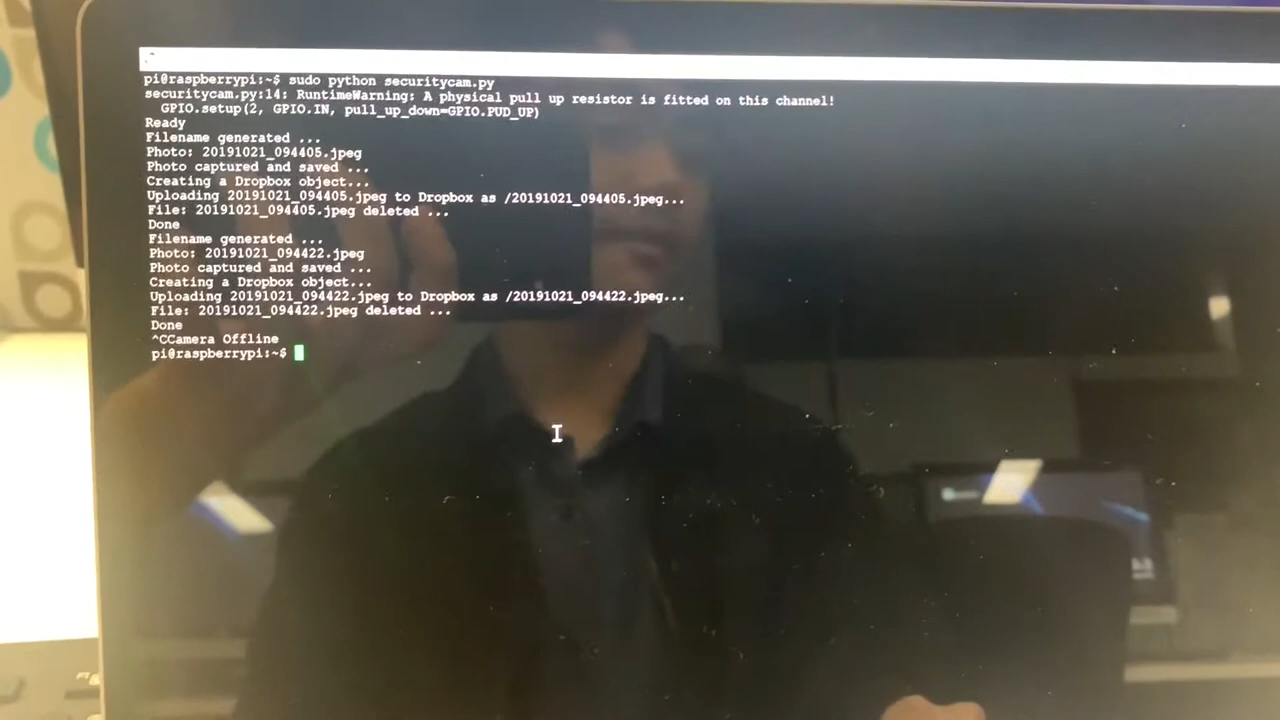 pi@raspberrypi:~$ sudo python securitycam.py
securitycam.py:14: RuntimeWarning: A physical pull up resistor is fitted on this channel!
  GPIO.setup(2, GPIO.IN, pull_up_down=GPIO.PUD_UP)
Ready
Filename generated ...
Photo: 20191021_094405.jpeg
Photo captured and saved ...
Creating a Dropbox object...
Uploading 20191021_094405.jpeg to Dropbox as /20191021_094405.jpeg...
File: 20191021_094405.jpeg deleted ...
Done
Filename generated ...
Photo: 20191021_094422.jpeg
Photo captured and saved ...
Creating a Dropbox object...
Uploading 20191021_094422.jpeg to Dropbox as /20191021_094422.jpeg...
File: 20191021_094422.jpeg deleted ...
Done
^CCamera Offline
pi@raspberrypi:~$